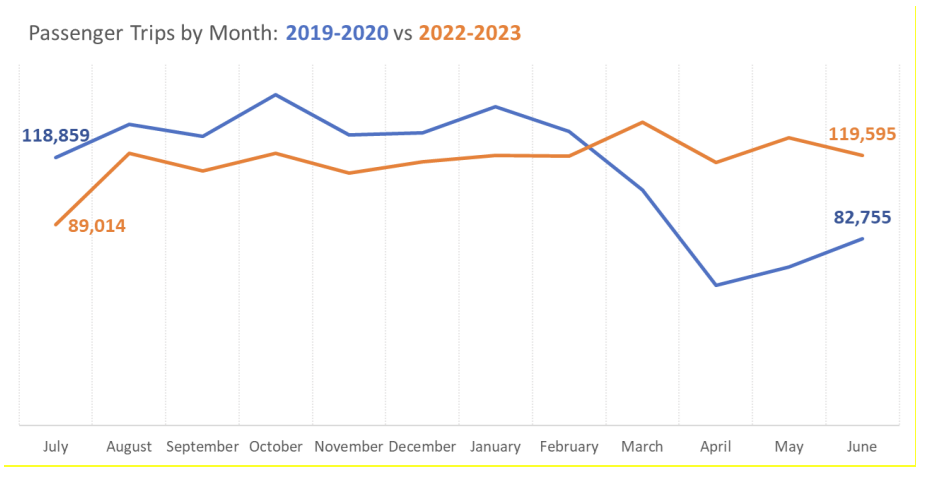 Passenger Trips by Month: 2019-2020 vs 2022-2023
118,859
119,595
89,014
82,755
July August September October November December January February March April May June